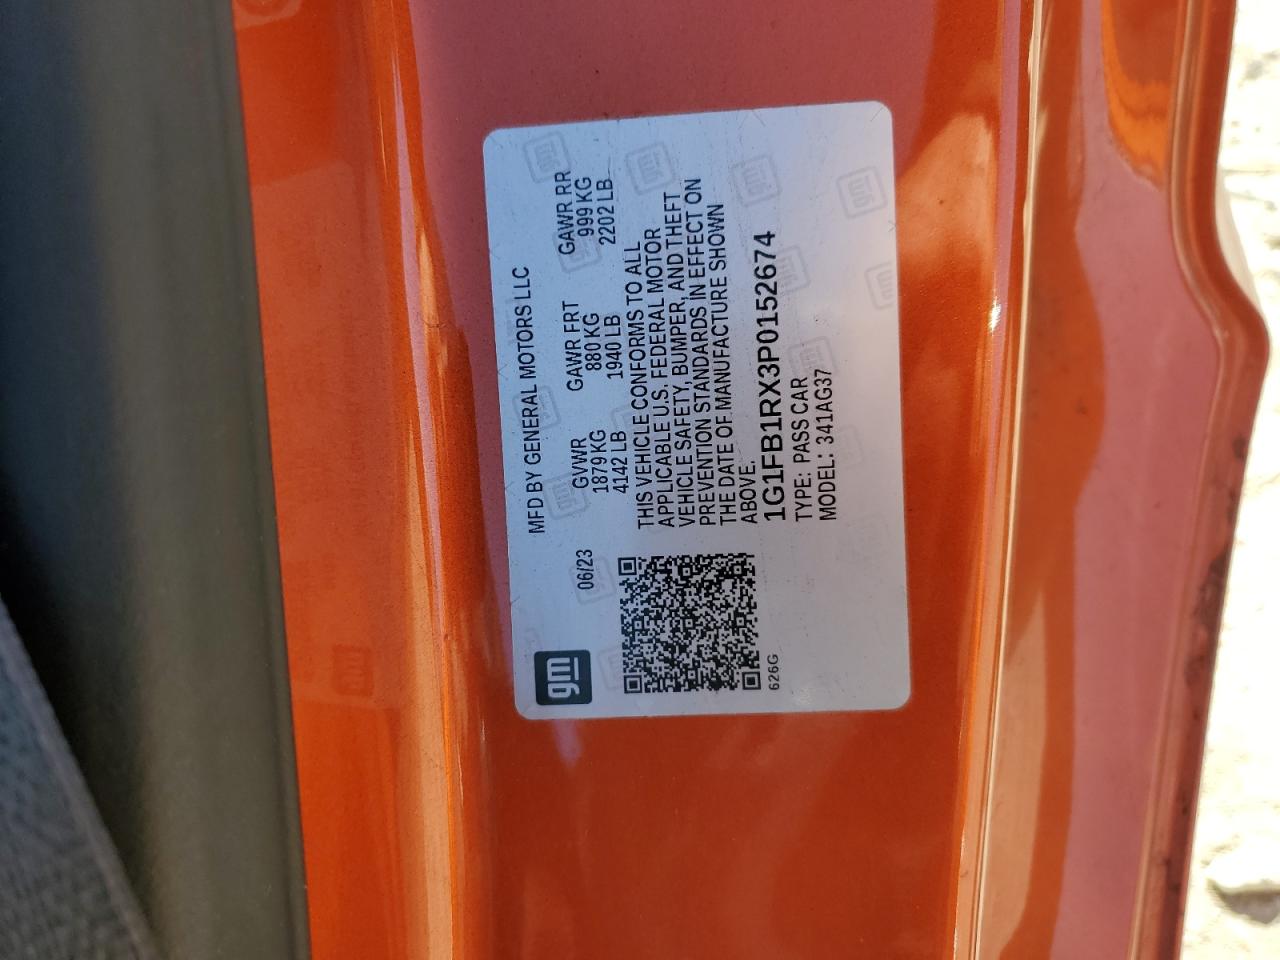 gm
MFD BY GENERAL MOTORS LLC
06/23
GVWR GAWR FRT GAWR RR
1879 KG 880 KG 999 KG
4142 LB 1940 LB 2202 LB
THIS VEHICLE CONFORMS TO ALL
APPLICABLE U.S. FEDERAL MOTOR
VEHICLE SAFETY, BUMPER, AND THEFT
PREVENTION STANDARDS IN EFFECT ON
THE DATE OF MANUFACTURE SHOWN
ABOVE.
1G1FB1RX3P0152674
TYPE: PASS CAR
MODEL: 341AG37
626G